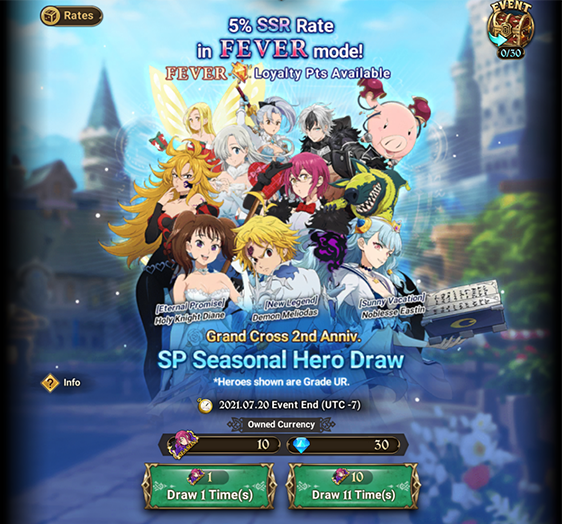 Rates
EVENT
0/30
5% SSR Rate
in FEVER mode!
FEVER Loyalty Pts Available
[Eternal Promise]
Holy Knight Diane
[New Legend]
Demon Meliodas
[Sunny Vacation]
Noblesse Eastin
Grand Cross 2nd Anniv.
SP Seasonal Hero Draw
*Heroes shown are Grade UR.
Info
2021.07.20 Event End (UTC -7)
Owned Currency
10
30
1
Draw 1 Time(s)
10
Draw 11 Time(s)